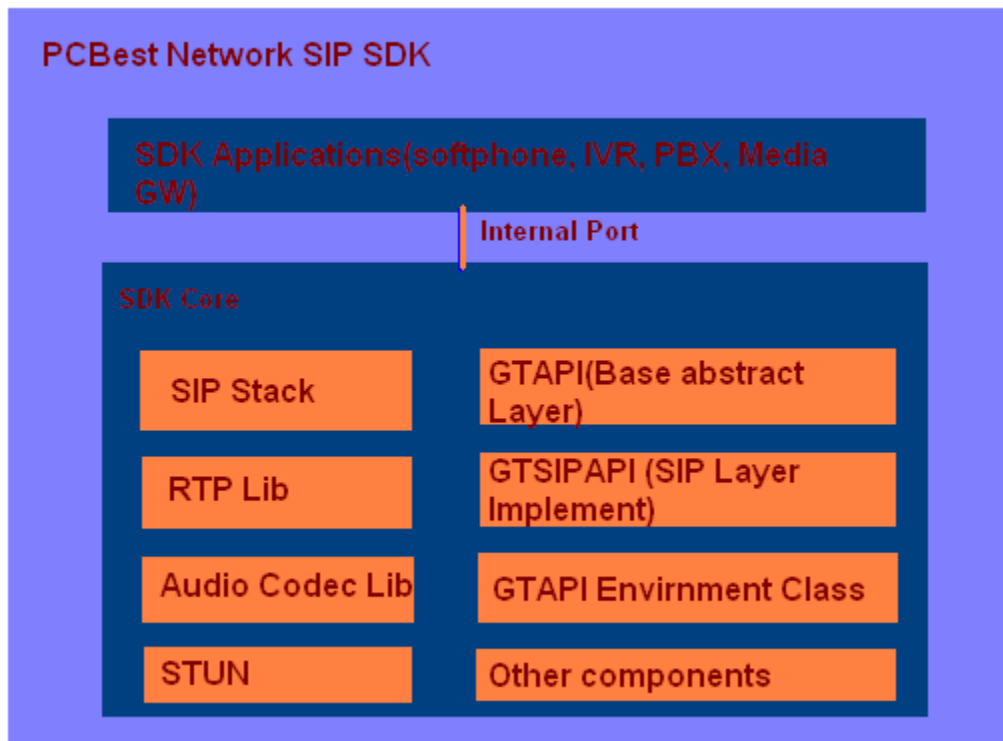 PCBest Network SIP SDK
SDK Applications(softphone, IVR, PBX, Media
GW)
Internal Port
SDK Core
SIP Stack
GTAPI(Base abstract
Layer)
RTP Lib
GTSIPAPI (SIP Layer
Implement)
Audio Codec Lib
GTAPI Envirnment Class
STUN
Other components